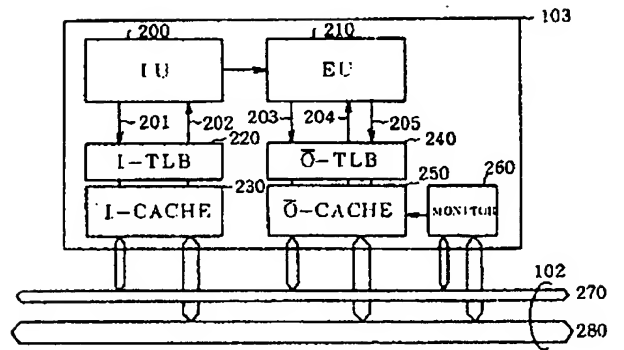 200
210
103
IU
EU
201
202
203
204
205
220
240
I-TLB
Ō-TLB
230
250
260
I-CACHE
Ō-CACHE
MONITOR
102
270
280